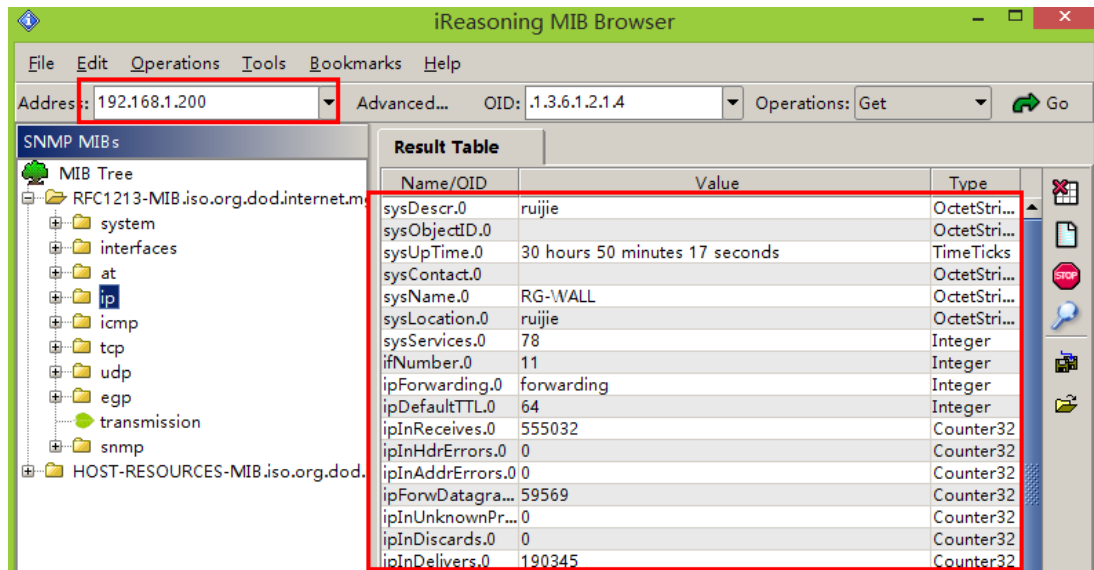 iReasoning MIB Browser
File Edit Operations Tools Bookmarks Help
Address: 192.168.1.200 Advanced... OID: .1.3.6.1.2.1.4 Operations: Get Go
SNMP MIBs
MIB Tree
RFC1213-MIB.iso.org.dod.internet.mg
system
interfaces
at
ip
icmp
tcp
udp
egp
transmission
snmp
HOST-RESOURCES-MIB.iso.org.dod.
Result Table
Name/OID Value Type
sysDescr.0 ruijie OctetStri...
sysObjectID.0 OctetStri...
sysUpTime.0 30 hours 50 minutes 17 seconds TimeTicks
sysContact.0 OctetStri...
sysName.0 RG-WALL OctetStri...
sysLocation.0 ruijie OctetStri...
sysServices.0 78 Integer
ifNumber.0 11 Integer
ipForwarding.0 forwarding Integer
ipDefaultTTL.0 64 Integer
ipInReceives.0 555032 Counter32
ipInHdrErrors.0 0 Counter32
ipInAddrErrors.0 0 Counter32
ipForwDatagra... 59569 Counter32
ipInUnknownPr... 0 Counter32
ipInDiscards.0 0 Counter32
ipInDelivers.0 190345 Counter32
STOP